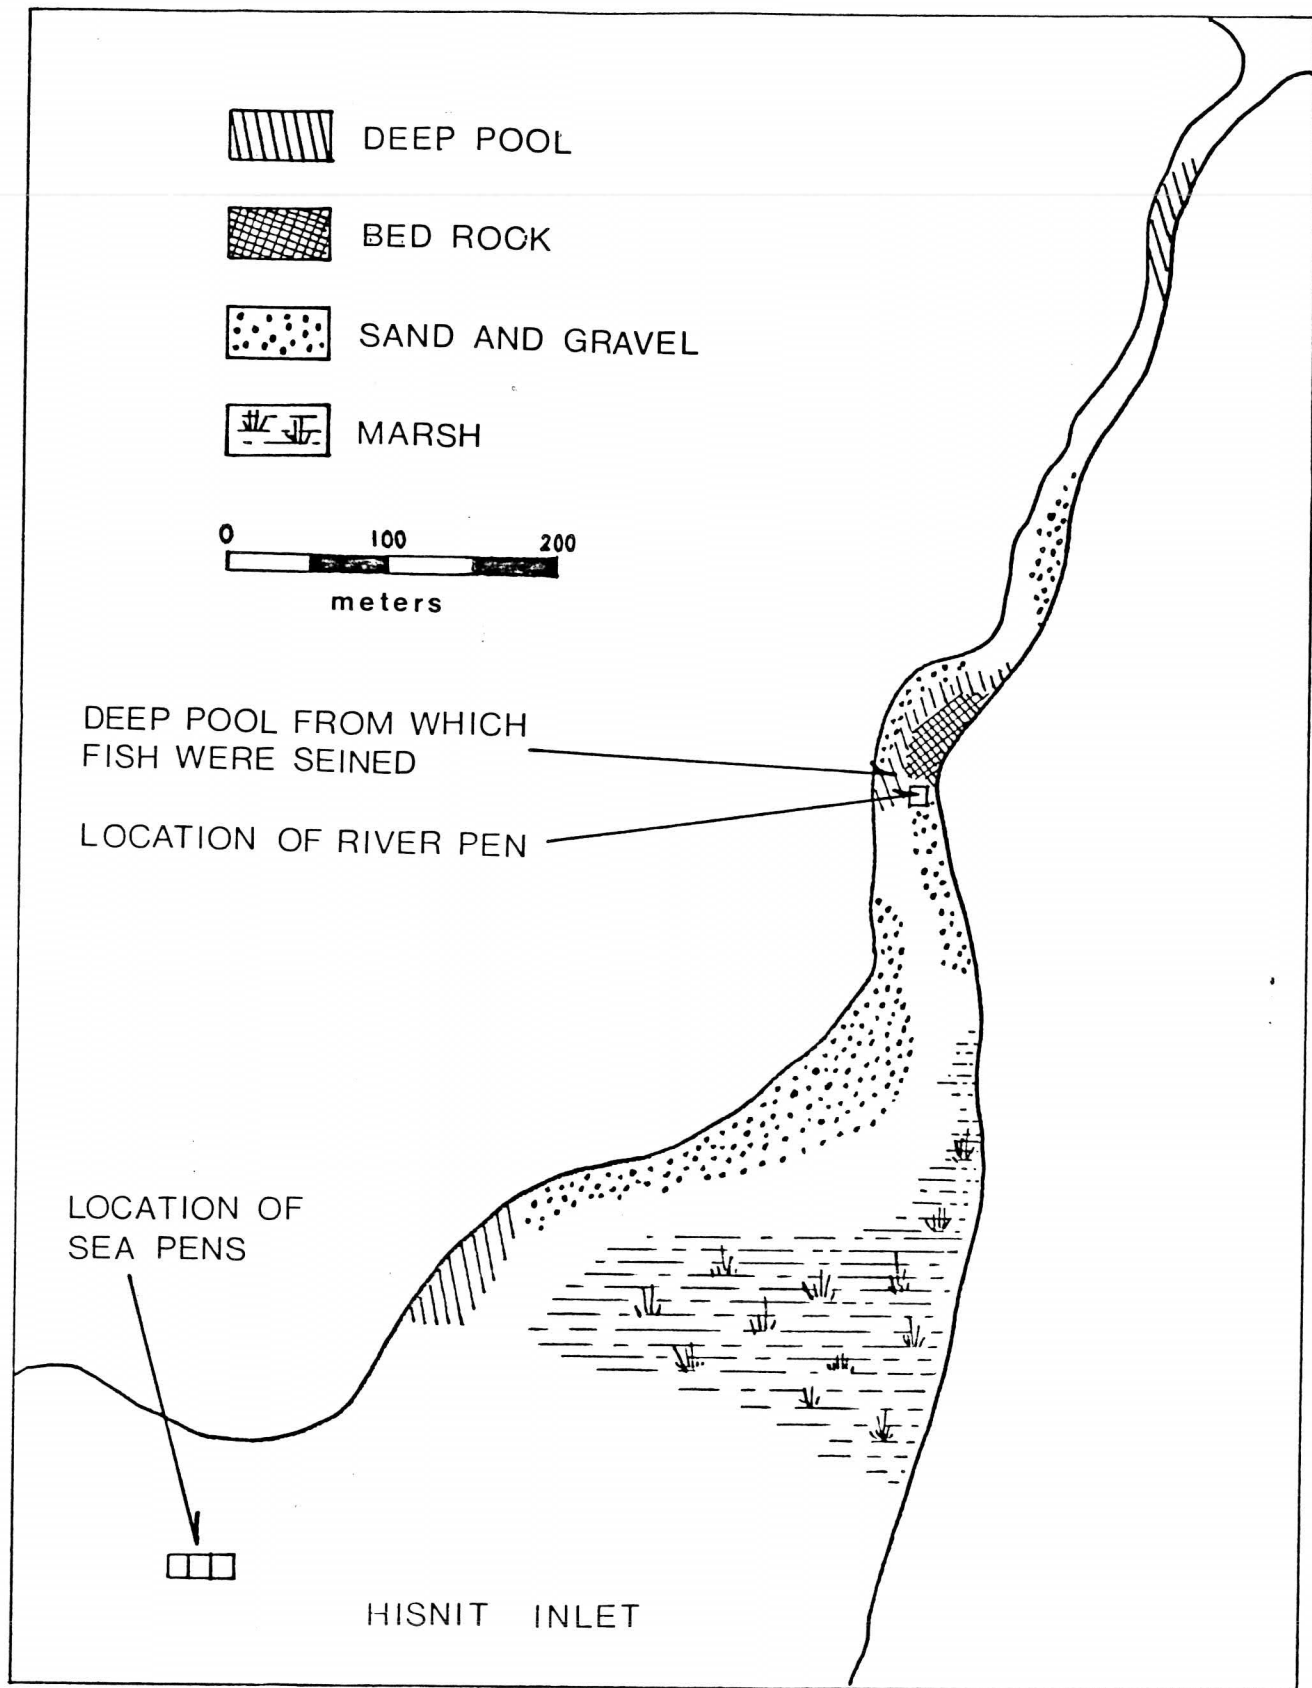 DEEP POOL
BED ROCK
SAND AND GRAVEL
MARSH
0 100 200
meters
DEEP POOL FROM WHICH
FISH WERE SEINED
LOCATION OF RIVER PEN
LOCATION OF
SEA PENS
HISNIT INLET